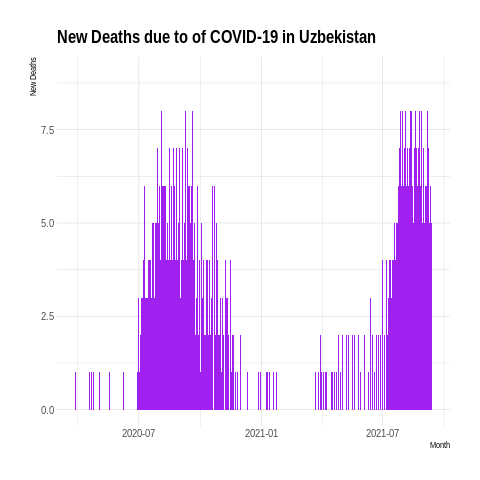 New Deaths due to of COVID-19 in Uzbekistan
New Deaths
7.5
5.0
2.5
0.0
2020-07
2021-01
2021-07
Month